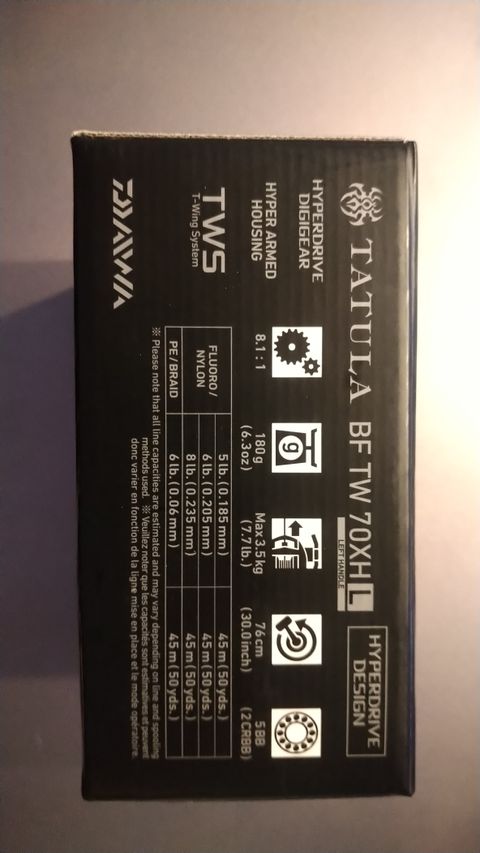 TATULA BF TW 70XHL
LEFT HANDLE
HYPERDRIVE
DESIGN
HYPERDRIVE
DIGIGEAR
HYPER ARMED
HOUSING
TWS
T-Wing System
DAIWA
8.1:1
g
180g
(6.3oz)
Max3.5kg
(7.7lb.)
76cm
(30.0inch)
5BB
(2CRBB)
FLUORO/
NYLON
5 lb. (0.185mm) 45m (50yds.)
6 lb. (0.205mm) 45m (50yds.)
8 lb. (0.235mm) 45m (50yds.)
PE/BRAID 6 lb. (0.06mm) 45m (50yds.)
※ Please note that all line capacities are estimated and may vary depending on line and spooling
methods used. ※ Veuillez noter que les capacités sont estimatives et peuvent
donc varier en fonction de la ligne mise en place et le mode opératoire.